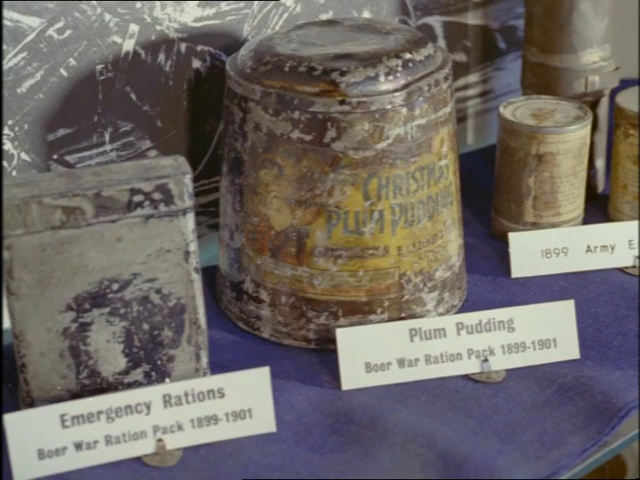 CHRISTMAS
PLUM PUDDING
Emergency Rations
Boer War Ration Pack 1899-1901
Plum Pudding
Boer War Ration Pack 1899-1901
1899 Army E